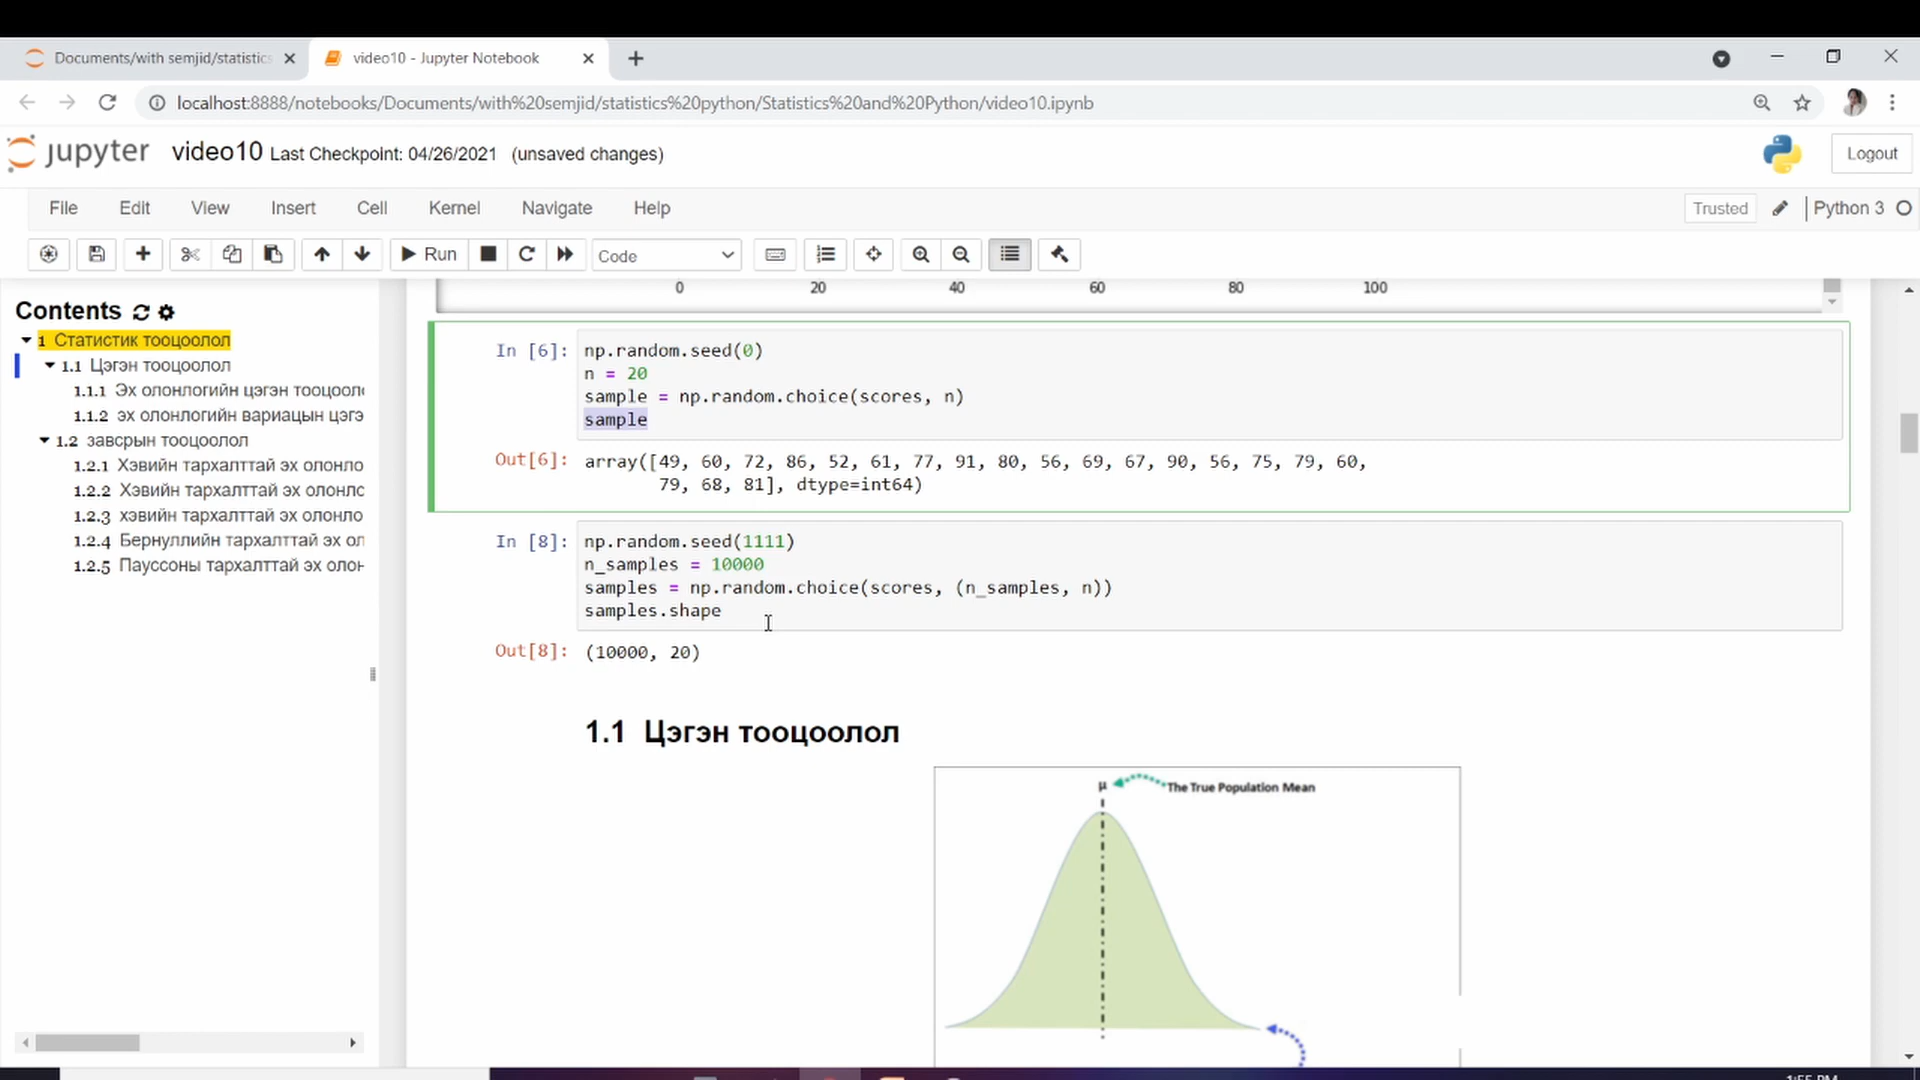 Documents/with semjid/statistics
video10 - Jupyter Notebook
localhost:8888/notebooks/Documents/with%20semjid/statistics%20python/Statistics%20and%20Python/video10.ipynb
jupyter video10 Last Checkpoint: 04/26/2021 (unsaved changes)
Logout
File Edit View Insert Cell Kernel Navigate Help
Trusted Python 3
Run Code
Contents
1 Статистик тооцоолол
1.1 Цэгэн тооцоолол
1.1.1 Эх олонлогийн цэгэн тооцоол
1.1.2 эх олонлогийн вариацын цэгэ
1.2 завсрын тооцоолол
1.2.1 Хэвийн тархалттай эх олонло
1.2.2 Хэвийн тархалттай эх олонло
1.2.3 хэвийн тархалттай эх олонло
1.2.4 Бернуллийн тархалттай эх ол
1.2.5 Пауссоны тархалттай эх олон
0 20 40 60 80 100
In [6]: np.random.seed(0)
n = 20
sample = np.random.choice(scores, n)
sample
Out[6]: array([49, 60, 72, 86, 52, 61, 77, 91, 80, 56, 69, 67, 90, 56, 75, 79, 60,
79, 68, 81], dtype=int64)
In [8]: np.random.seed(1111)
n_samples = 10000
samples = np.random.choice(scores, (n_samples, n))
samples.shape
Out[8]: (10000, 20)
1.1 Цэгэн тооцоолол
μ The True Population Mean